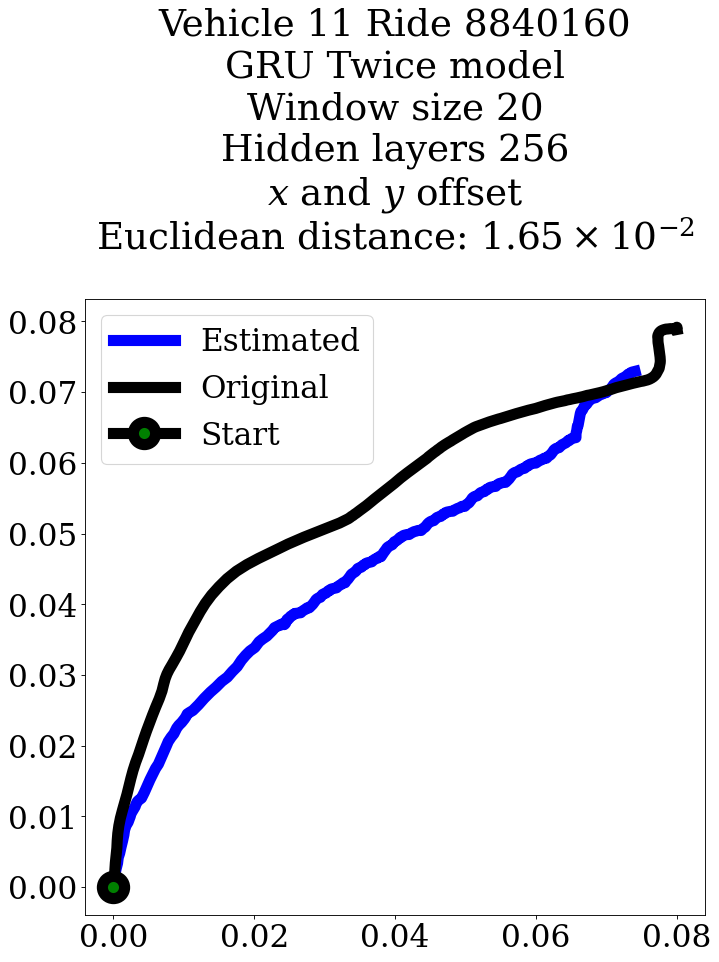 Vehicle 11 Ride 8840160
GRU Twice model
Window size 20
Hidden layers 256
x and y offset
Euclidean distance: 1.65 × 10⁻²
Estimated
Original
Start
0.08
0.07
0.06
0.05
0.04
0.03
0.02
0.01
0.00
0.00 0.02 0.04 0.06 0.08